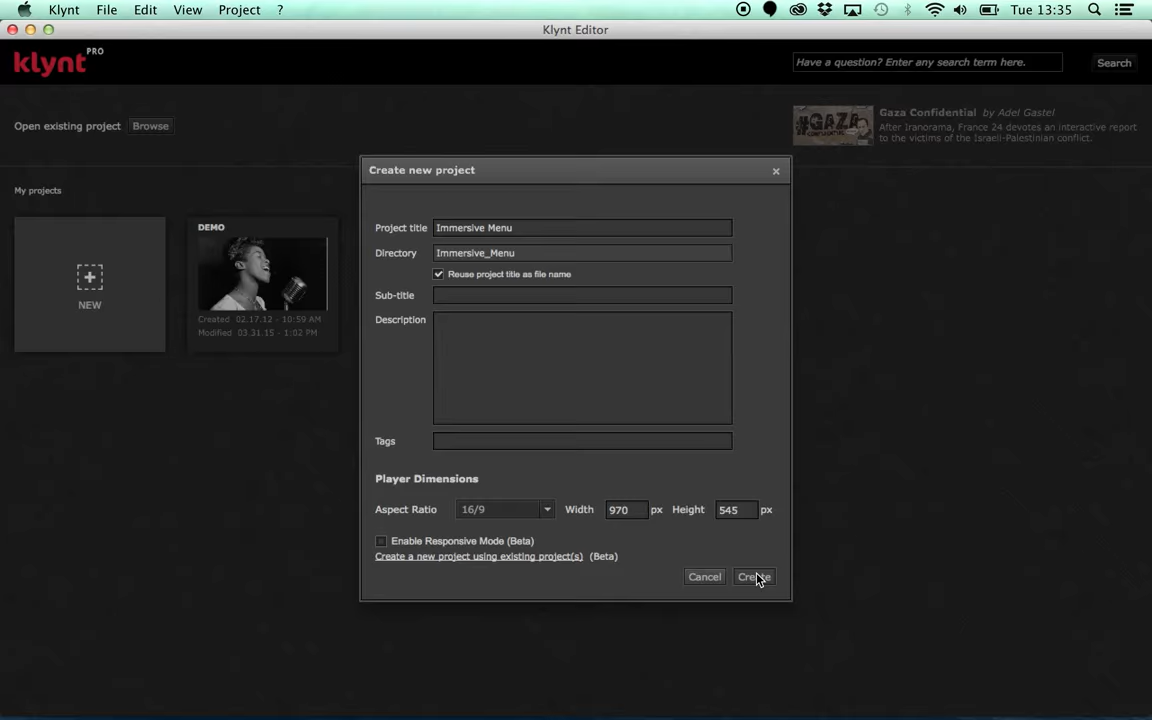 Klynt File Edit View Project ? Tue 13:35
Klynt Editor
klynt PRO
Have a question? Enter any search term here. Search
Open existing project Browse
Gaza Confidential by Adel Gastel
After Iranorama, France 24 devotes an interactive report
to the victims of the Israeli-Palestinian conflict.
#GAZA
CONFIDENTIAL
My projects
NEW
DEMO
Created 02.17.12 - 10:59 AM
Modified 03.31.15 - 1:02 PM
Create new project
Project title Immersive Menu
Directory Immersive_Menu
Reuse project title as file name
Sub-title
Description
Tags
Player Dimensions
Aspect Ratio 16/9 Width 970 px Height 545 px
Enable Responsive Mode (Beta)
Create a new project using existing project(s) (Beta)
Cancel Create